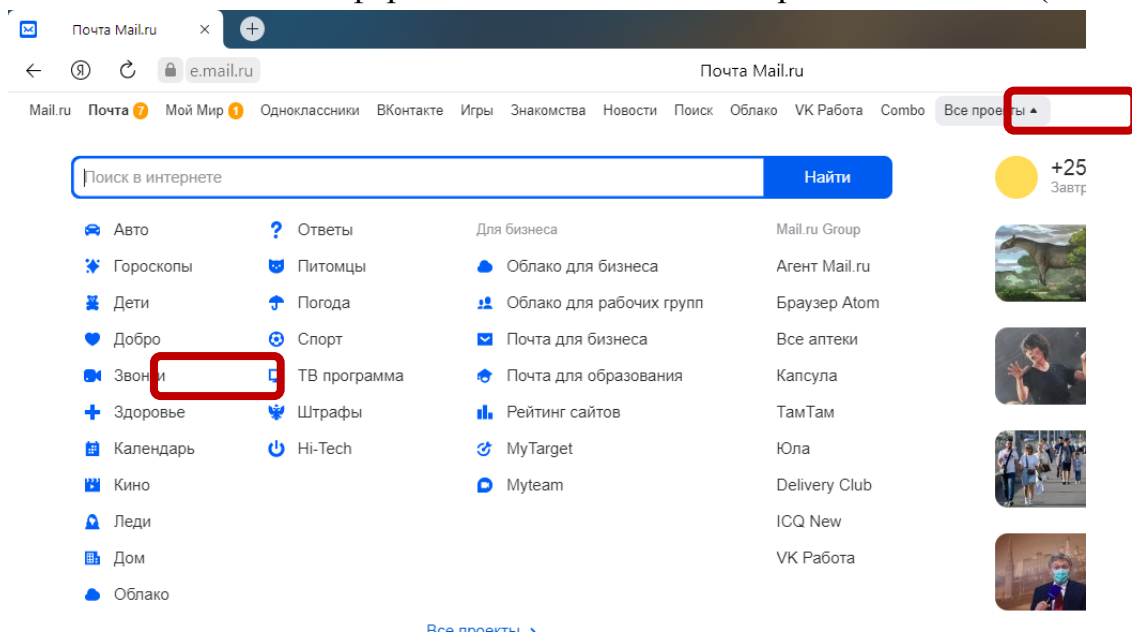 Почта Mail.ru
e.mail.ru
Почта Mail.ru
Mail.ru Почта 7 Мой Мир 1 Одноклассники ВКонтакте Игры Знакомства Новости Поиск Облако VK Работа Combo Все проекты
Поиск в интернете
Найти
+25
Авто
Гороскопы
Дети
Добро
Звонки
Здоровье
Календарь
Кино
Леди
Дом
Облако
Ответы
Питомцы
Погода
Спорт
ТВ программа
Штрафы
Hi-Tech
Для бизнеса
Облако для бизнеса
Облако для рабочих групп
Почта для бизнеса
Почта для образования
Рейтинг сайтов
MyTarget
Myteam
Mail.ru Group
Агент Mail.ru
Браузер Atom
Все аптеки
Капсула
ТамТам
Юла
Delivery Club
ICQ New
VK Работа
Все проекты